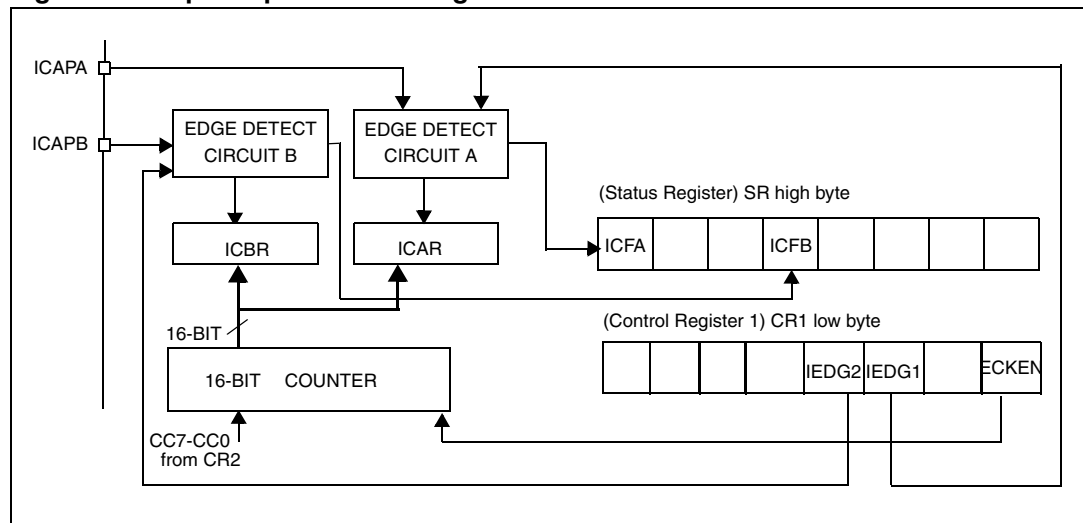 ICAPA
ICAPB
EDGE DETECT
CIRCUIT B
EDGE DETECT
CIRCUIT A
(Status Register) SR high byte
ICFA
ICFB
ICBR
ICAR
16-BIT
(Control Register 1) CR1 low byte
IEDG2
IEDG1
ECKEN
16-BIT COUNTER
CC7-CC0
from CR2